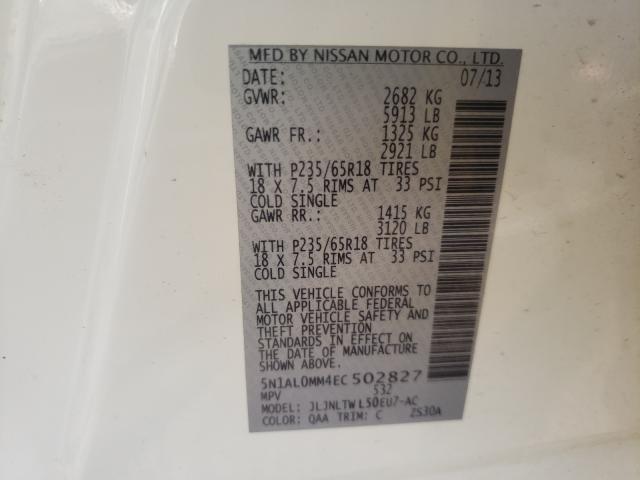 MFD BY NISSAN MOTOR CO., LTD.
DATE: 07/13
GVWR: 2682 KG
5913 LB
GAWR FR.: 1325 KG
2921 LB
WITH P235/65R18 TIRES
18 X 7.5 RIMS AT 33 PSI
COLD SINGLE
GAWR RR.: 1415 KG
3120 LB
WITH P235/65R18 TIRES
18 X 7.5 RIMS AT 33 PSI
COLD SINGLE
THIS VEHICLE CONFORMS TO
ALL APPLICABLE FEDERAL
MOTOR VEHICLE SAFETY AND
THEFT PREVENTION
STANDARDS IN EFFECT ON
THE DATE OF MANUFACTURE
SHOWN ABOVE.
5N1AL0MM4EC502827
MPV 532
MODEL: JLJNLTWL50EU7-AC
COLOR: QAA TRIM: C ZS30A